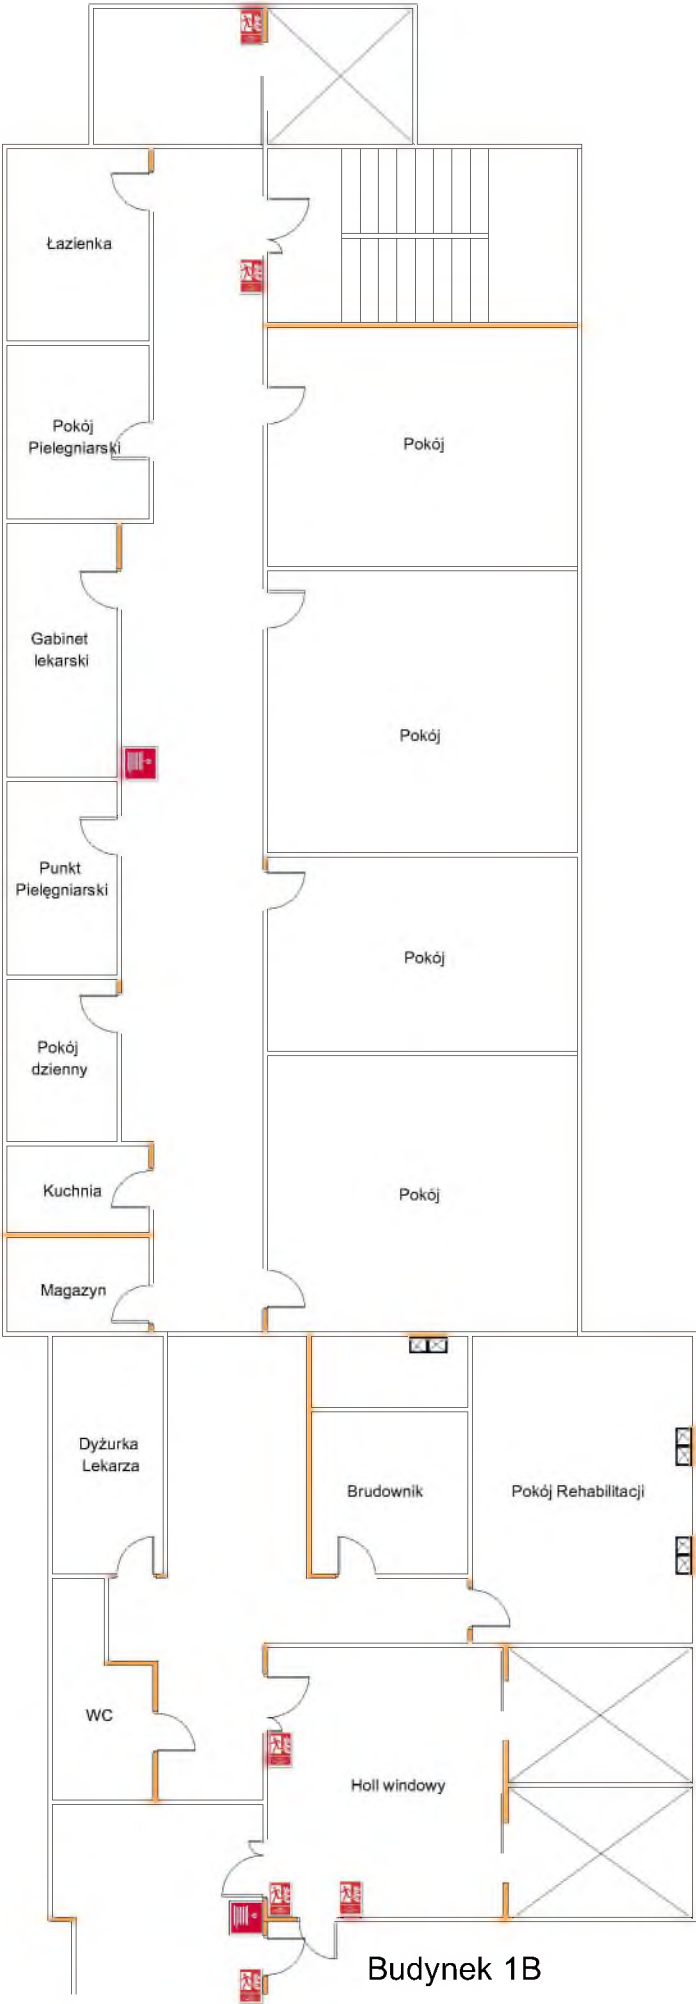 Łazienka
Pokój
Pielegniarski
Pokój
Gabinet
lekarski
Pokój
Punkt
Pielęgniarski
Pokój
Pokój
dzienny
Kuchnia
Pokój
Magazyn
Dyżurka
Lekarza
Brudownik
Pokój Rehabilitacji
WC
Holl windowy
Budynek 1B